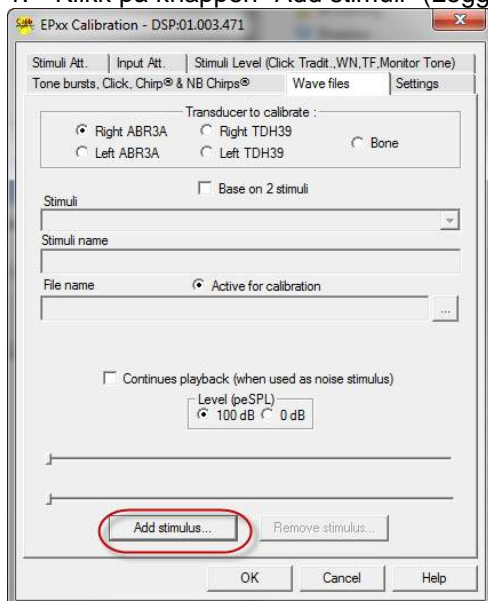 1. Klikk på knappen "Add stimuli" (Legg
EPxx Calibration - DSP:01.003.471
Stimuli Att. Input Att. Stimuli Level (Click Tradit.,WN,TF,Monitor Tone)
Tone bursts, Click, Chirp® & NB Chirps® Wave files Settings
Transducer to calibrate :
Right ABR3A Right TDH39
Bone
Left ABR3A Left TDH39
Base on 2 stimuli
Stimuli
Stimuli name
File name Active for calibration
...
Continues playback (when used as noise stimulus)
Level (peSPL)
100 dB 0 dB
Add stimulus... Remove stimulus...
OK Cancel Help